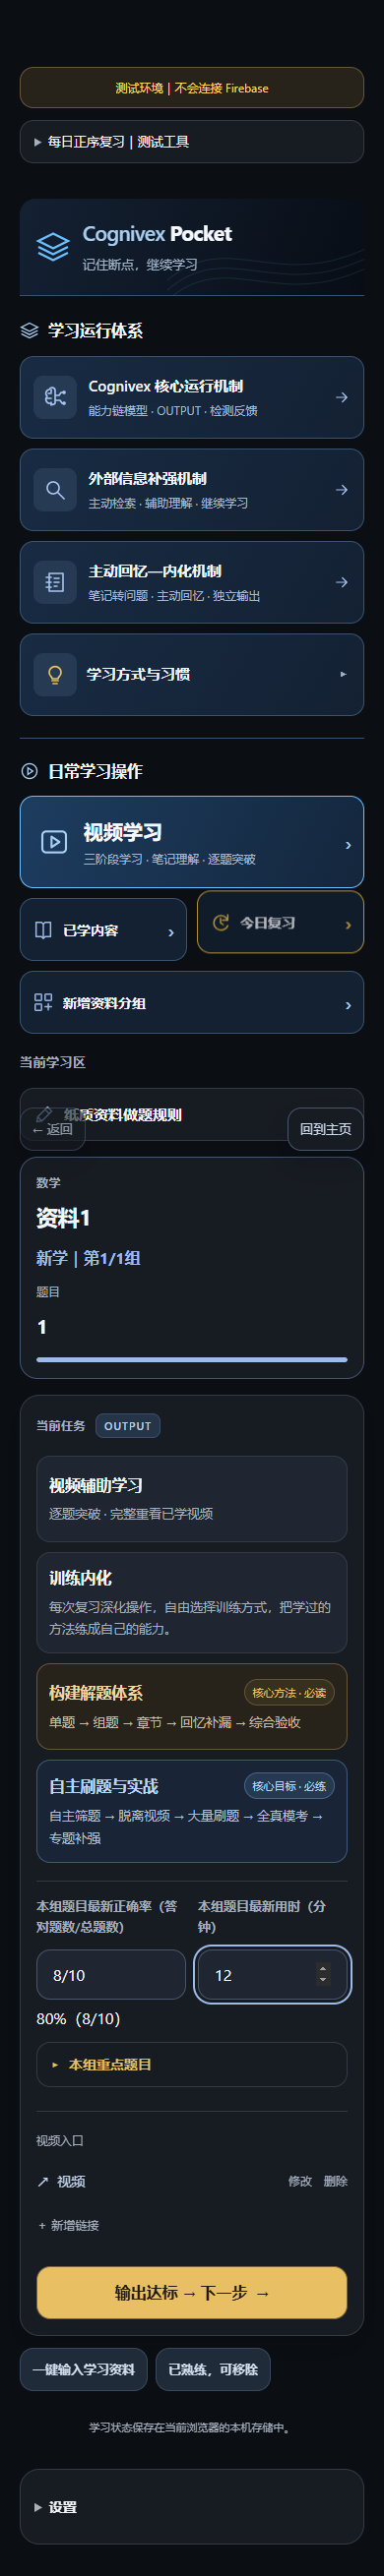 测试环境 | 不会连接 Firebase
▶ 每日正序复习 | 测试工具
Cognivex Pocket
记住断点，继续学习
学习运行体系
Cognivex 核心运行机制
能力链模型 · OUTPUT · 检测反馈
→
外部信息补强机制
主动检索 · 辅助理解 · 继续学习
→
主动回忆—内化机制
笔记转问题 · 主动回忆 · 独立输出
→
学习方式与习惯
▸
日常学习操作
视频学习
三阶段学习 · 笔记理解 · 逐题突破
›
已学内容 ›
今日复习 ›
新增资料分组 ›
当前学习区
纸质资料做题规则
← 返回
回到主页
数学
资料1
新学 | 第1/1组
题目
1
当前任务 OUTPUT
视频辅助学习
逐题突破 · 完整重看已学视频
训练内化
每次复习深化操作，自由选择训练方式，把学过的
方法练成自己的能力。
构建解题体系 核心方法 · 必读
单题 → 组题 → 章节 → 回忆补漏 → 综合验收
自主刷题与实战 核心目标 · 必练
自主筛题 → 脱离视频 → 大量刷题 → 全真模考 →
专题补强
本组题目最新正确率（答
对题数/总题数）
本组题目最新用时（分
钟）
8/10
12
80%（8/10）
▸ 本组重点题目
视频入口
↗ 视频 修改 删除
+ 新增链接
输出达标 → 下一步 →
一键输入学习资料
已熟练，可移除
学习状态保存在当前浏览器的本机存储中。
▶ 设置